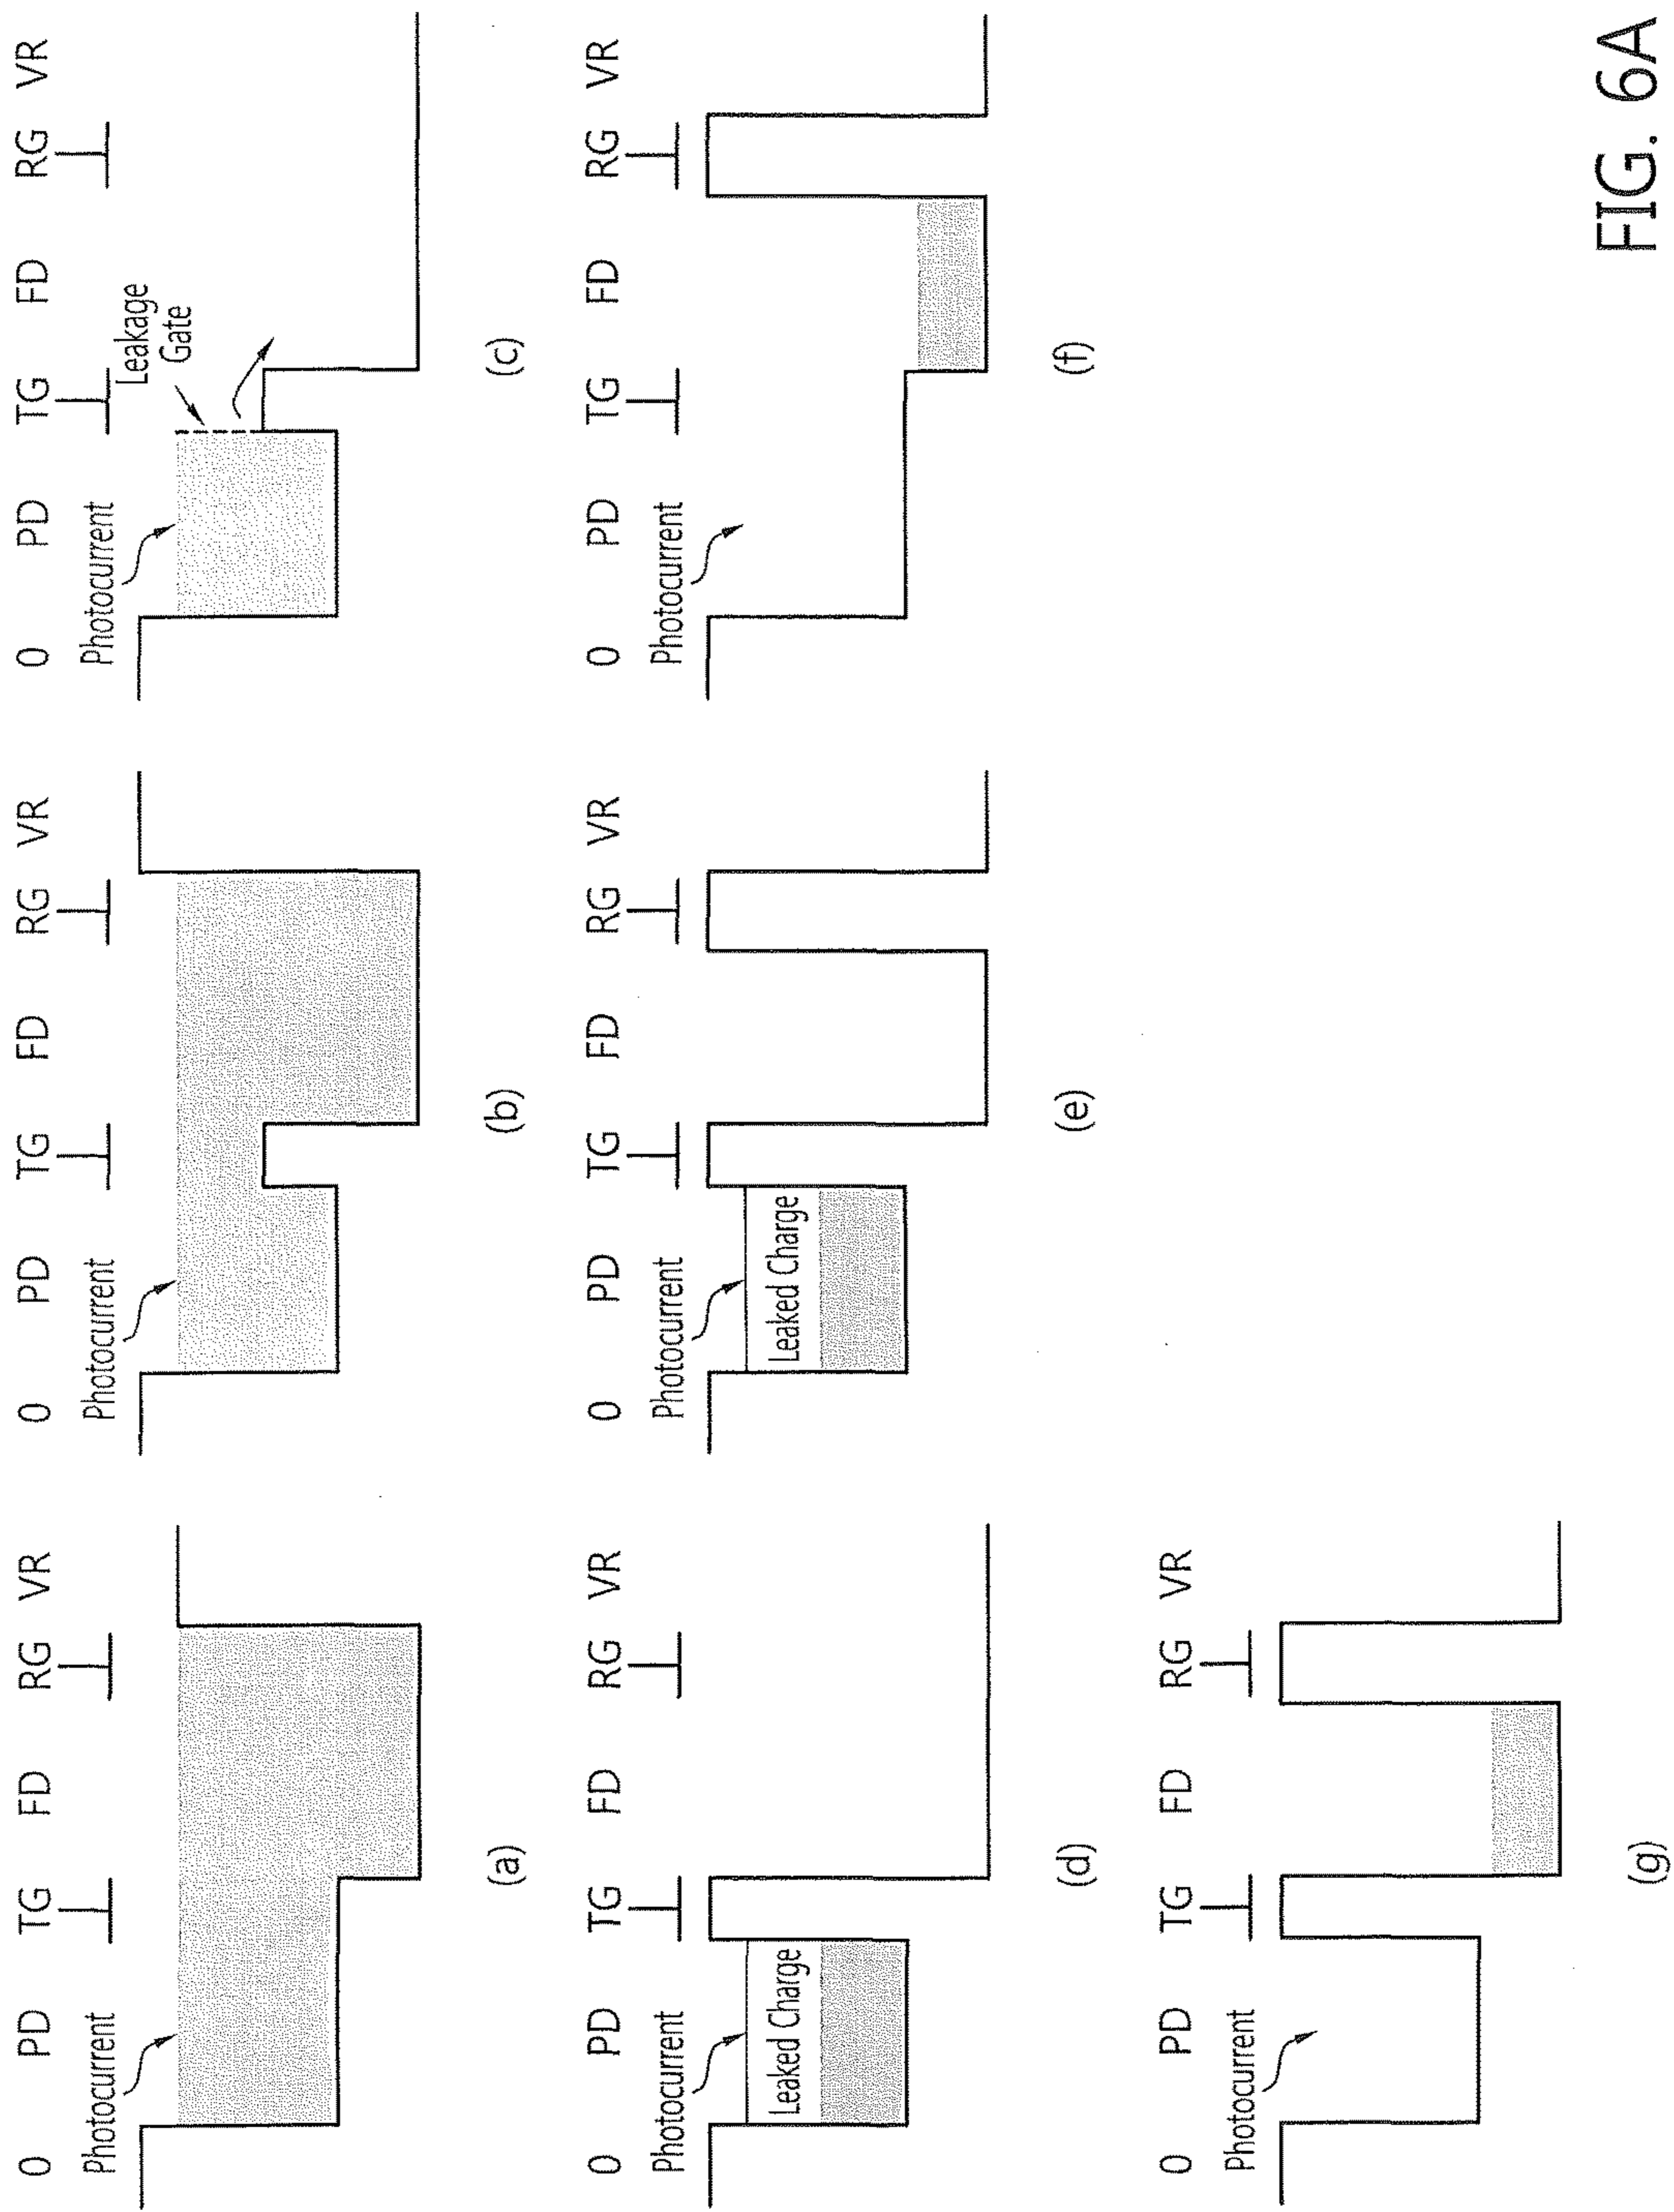 0 PD TG FD RG VR
Photocurrent
(a)
0 PD TG FD RG VR
Photocurrent
(b)
0 PD TG FD RG VR
Photocurrent
Leakage
Gate
(c)
0 PD TG FD RG VR
Photocurrent
Leaked Charge
(d)
0 PD TG FD RG VR
Photocurrent
Leaked Charge
(e)
0 PD TG FD RG VR
Photocurrent
(f)
0 PD TG FD RG VR
Photocurrent
(g)
FIG. 6A